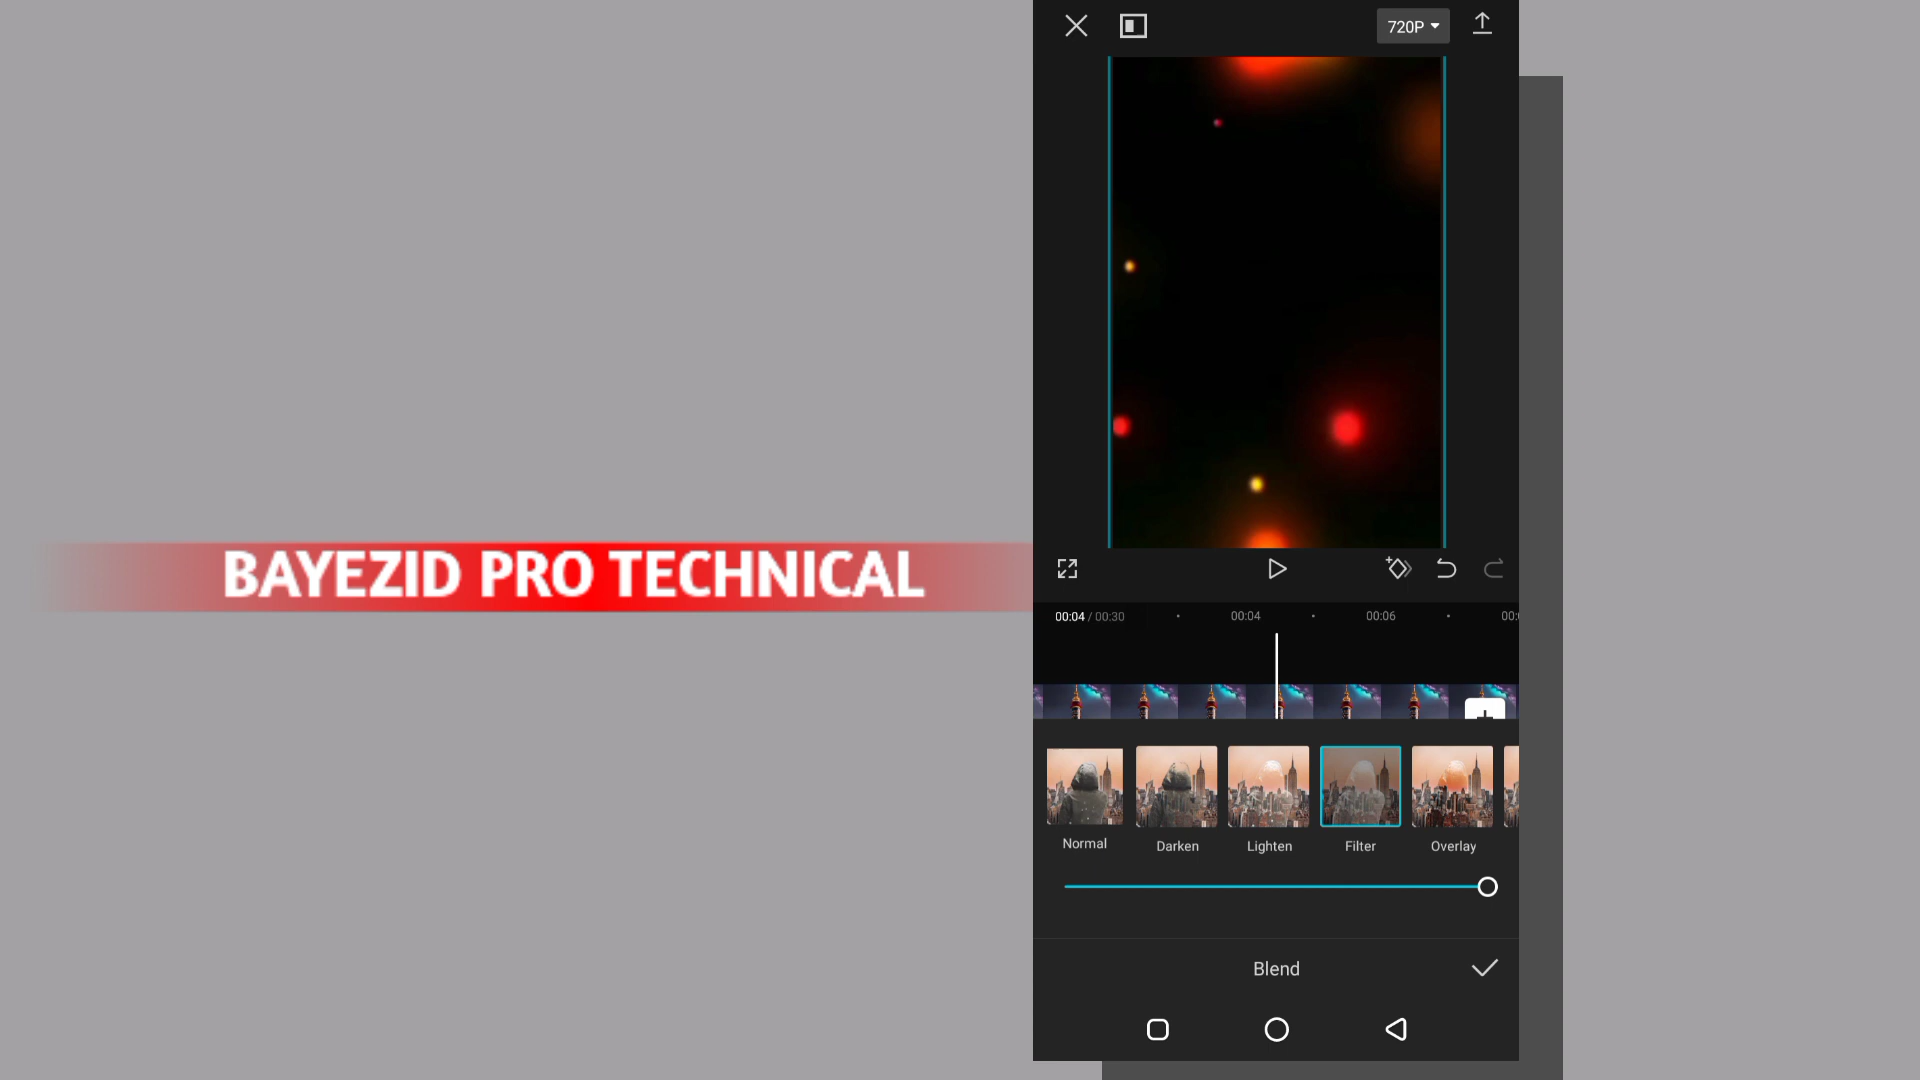 720P
BAYEZID PRO TECHNICAL
00:04 / 00:30
00:04
00:06
Normal
Darken
Lighten
Filter
Overlay
Blend